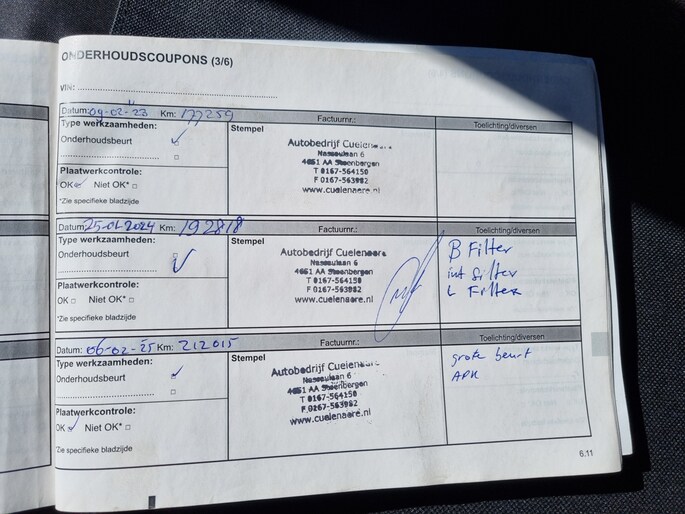 ONDERHOUDSCOUPONS (3/6)
VIN:
Datum: 09-02-23 Km: 177259 Factuurnr.: Toelichting/diversen
Type werkzaamheden: Stempel
Onderhoudsbeurt
Autobedrijf Cuelenaere
Nassaulaan 6
4651 AA Steenbergen
T 0167-564150
F 0167-563982
www.cuelenaere.nl
Plaatwerkcontrole:
OK Niet OK*
*Zie specifieke bladzijde
Datum: 25-01-2024 Km: 192818 Factuurnr.: Toelichting/diversen
Type werkzaamheden: Stempel
Onderhoudsbeurt
Autobedrijf Cuelenaere
Nassaulaan 6
4651 AA Steenbergen
T 0167-564150
F 0167-563982
www.cuelenaere.nl
B Filter
int filter
L Filter
Plaatwerkcontrole:
OK Niet OK*
*Zie specifieke bladzijde
Datum: 06-02-25 Km: 212015 Factuurnr.: Toelichting/diversen
Type werkzaamheden: Stempel
Onderhoudsbeurt
Autobedrijf Cuelenaere
Nassaulaan 6
4651 AA Steenbergen
T 0167-564150
F 0167-563982
www.cuelenaere.nl
grote beurt
APK
Plaatwerkcontrole:
OK Niet OK*
*Zie specifieke bladzijde
6.11